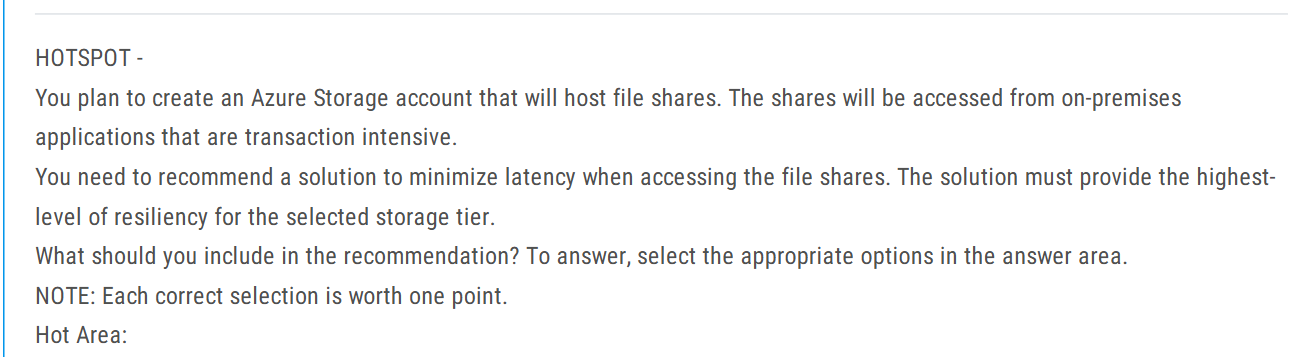 HOTSPOT -
You plan to create an Azure Storage account that will host file shares. The shares will be accessed from on-premises
applications that are transaction intensive.
You need to recommend a solution to minimize latency when accessing the file shares. The solution must provide the highest-
level of resiliency for the selected storage tier.
What should you include in the recommendation? To answer, select the appropriate options in the answer area.
NOTE: Each correct selection is worth one point.
Hot Area: